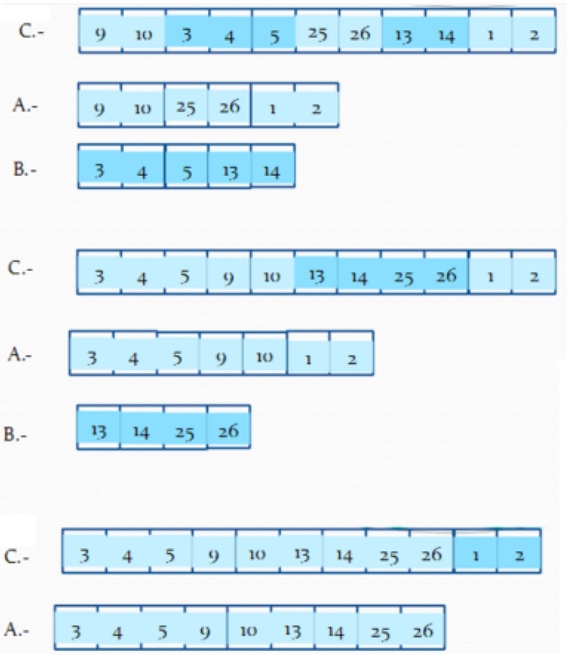 C.- 9 10 3 4 5 25 26 13 14 1 2
A.- 9 10 25 26 1 2
B.- 3 4 5 13 14
C.- 3 4 5 9 10 13 14 25 26 1 2
A.- 3 4 5 9 10 1 2
B.- 13 14 25 26
C.- 3 4 5 9 10 13 14 25 26 1 2
A.- 3 4 5 9 10 13 14 25 26